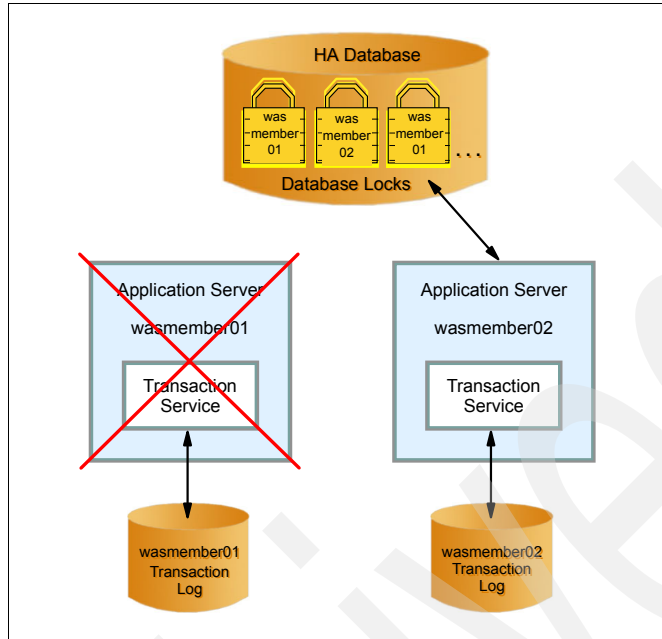 HA Database
was
member
01
was
member
02
was
member
01
...
Database Locks
Application Server
wasmember01
Transaction
Service
Application Server
wasmember02
Transaction
Service
wasmember01
Transaction
Log
wasmember02
Transaction
Log